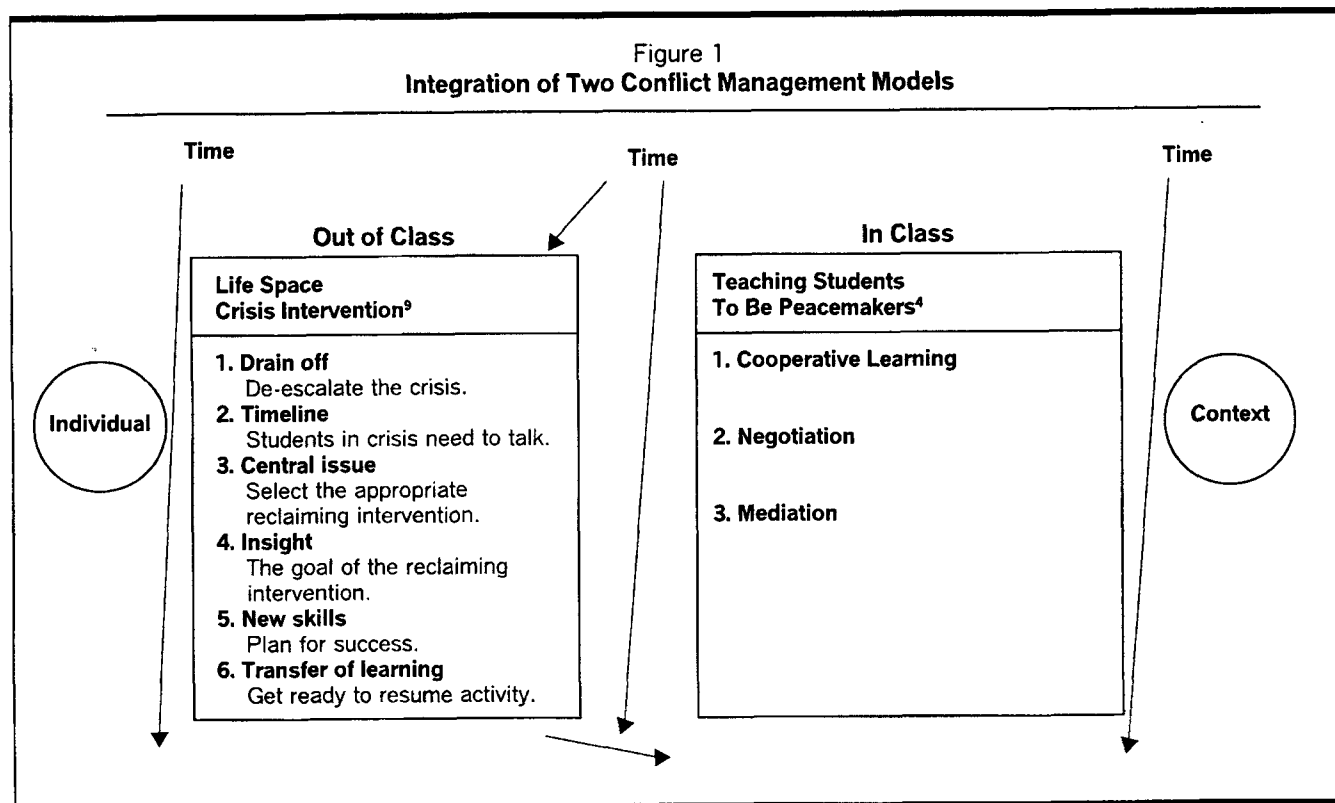 Figure 1
Integration of Two Conflict Management Models
Time
Time
Time
Out of Class
Life Space
Crisis Intervention⁹
1. Drain off
De-escalate the crisis.
2. Timeline
Students in crisis need to talk.
3. Central issue
Select the appropriate
reclaiming intervention.
4. Insight
The goal of the reclaiming
intervention.
5. New skills
Plan for success.
6. Transfer of learning
Get ready to resume activity.
Individual
In Class
Teaching Students
To Be Peacemakers⁴
1. Cooperative Learning
2. Negotiation
3. Mediation
Context